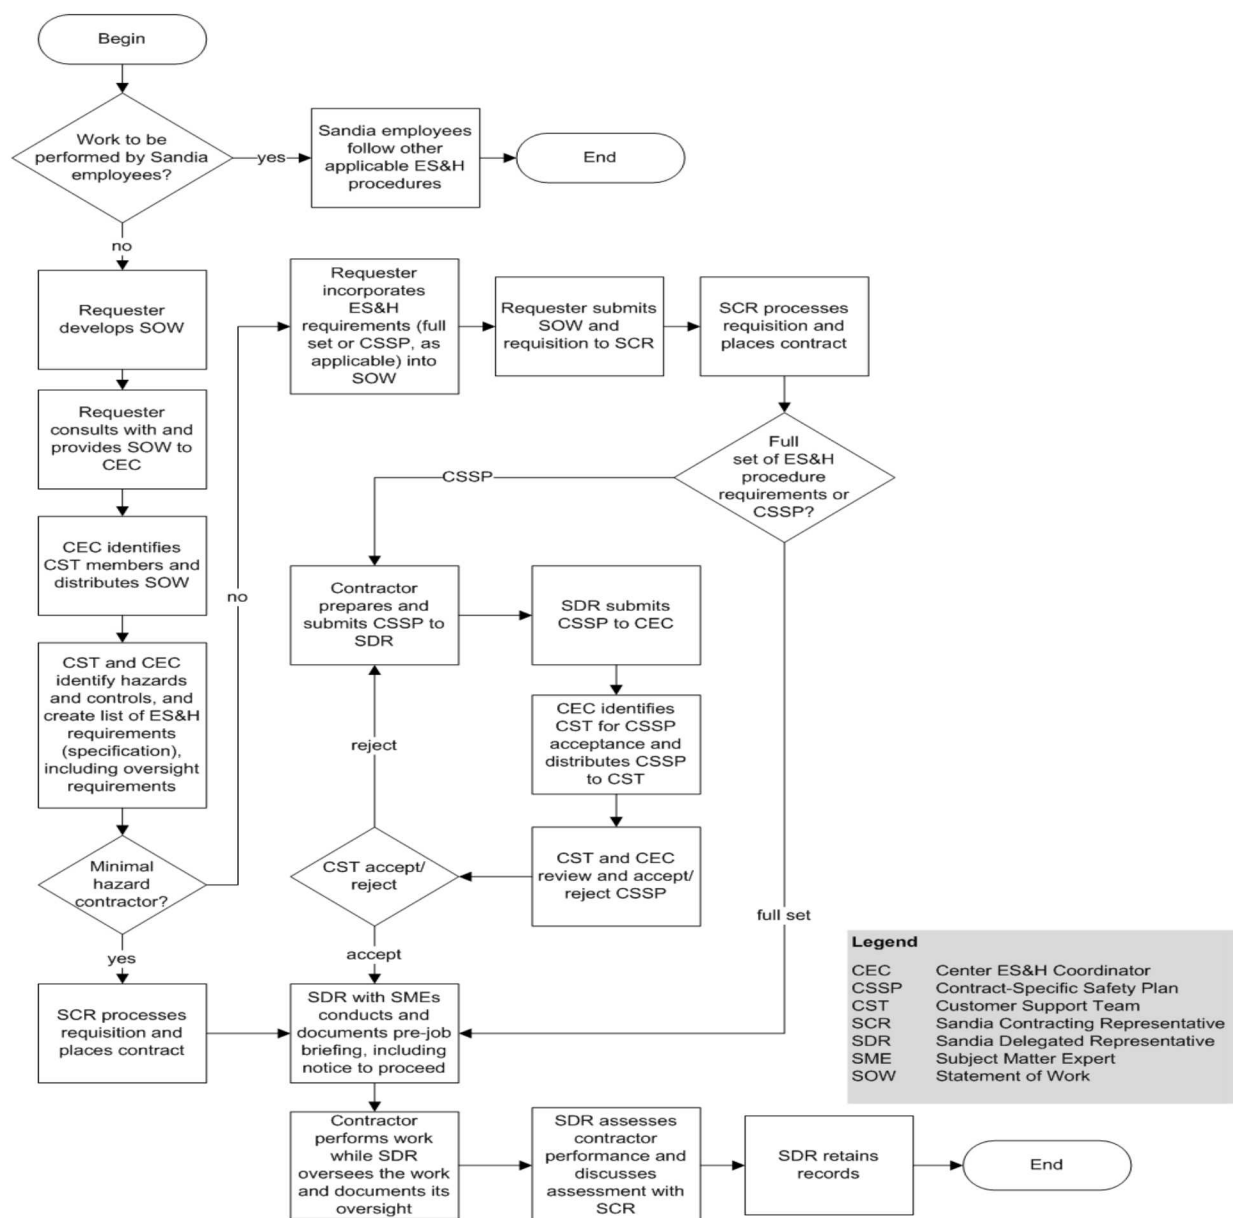 Begin
Work to be
performed by Sandia
employees?
yes
Sandia employees
follow other
applicable ES&H
procedures
End
no
Requester
develops SOW
Requester
incorporates
ES&H
requirements (full
set or CSSP, as
applicable) into
SOW
Requester submits
SOW and
requisition to SCR
SCR processes
requisition and
places contract
Requester
consults with and
provides SOW to
CEC
Full
set of ES&H
procedure
requirements or
CSSP?
CSSP
CEC identifies
CST members and
distributes SOW
no
Contractor
prepares and
submits CSSP to
SDR
SDR submits
CSSP to CEC
CST and CEC
identify hazards
and controls, and
create list of ES&H
requirements
(specification),
including oversight
requirements
reject
CEC identifies
CST for CSSP
acceptance and
distributes CSSP
to CST
Minimal
hazard
contractor?
CST accept/
reject
CST and CEC
review and accept/
reject CSSP
full set
yes
accept
SCR processes
requisition and
places contract
SDR with SMEs
conducts and
documents pre-job
briefing, including
notice to proceed
Legend
CEC Center ES&H Coordinator
CSSP Contract-Specific Safety Plan
CST Customer Support Team
SCR Sandia Contracting Representative
SDR Sandia Delegated Representative
SME Subject Matter Expert
SOW Statement of Work
Contractor
performs work
while SDR
oversees the work
and documents its
oversight
SDR assesses
contractor
performance and
discusses
assessment with
SCR
SDR retains
records
End